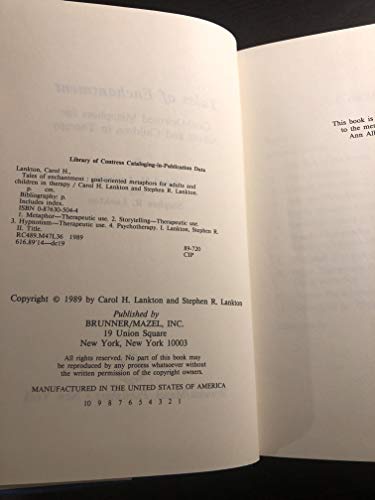 Library of Contress Cataloging-in-Publication Data
Lankton, Carol H.,
Tales of enchantment : goal-oriented metaphors for adults and
children in therapy / Carol H. Lankton and Stephen R. Lankton.
p. cm.
Bibliography: p.
Includes index.
ISBN 0-87630-504-4
1. Metaphor—Therapeutic use. 2. Storytelling—Therapeutic use.
3. Hypnotism—Therapeutic use. 4. Psychotherapy. I. Lankton, Stephen R.
II. Title.
RC489.M47L36 1989
616.89'14—dc19 89-720
CIP
Copyright © 1989 by Carol H. Lankton and Stephen R. Lankton
Published by
BRUNNER/MAZEL, INC.
19 Union Square
New York, New York 10003
All rights reserved. No part of this book may
be reproduced by any process whatsoever without
the written permission of the copyright owners.
MANUFACTURED IN THE UNITED STATES OF AMERICA
10 9 8 7 6 5 4 3 2 1
This book is
to the me
Ann All